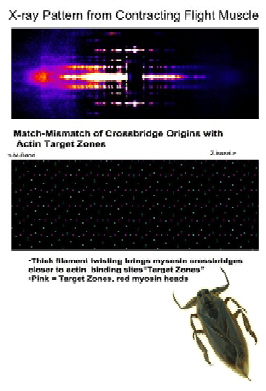 X-ray Pattern from Contracting Flight Muscle
Match-Mismatch of Crossbridge Origins with
Actin Target Zones
•Thick filament twisting brings myosin crossbridges
closer to actin binding sites"Target Zones"
•Pink = Target Zones, red myosin heads